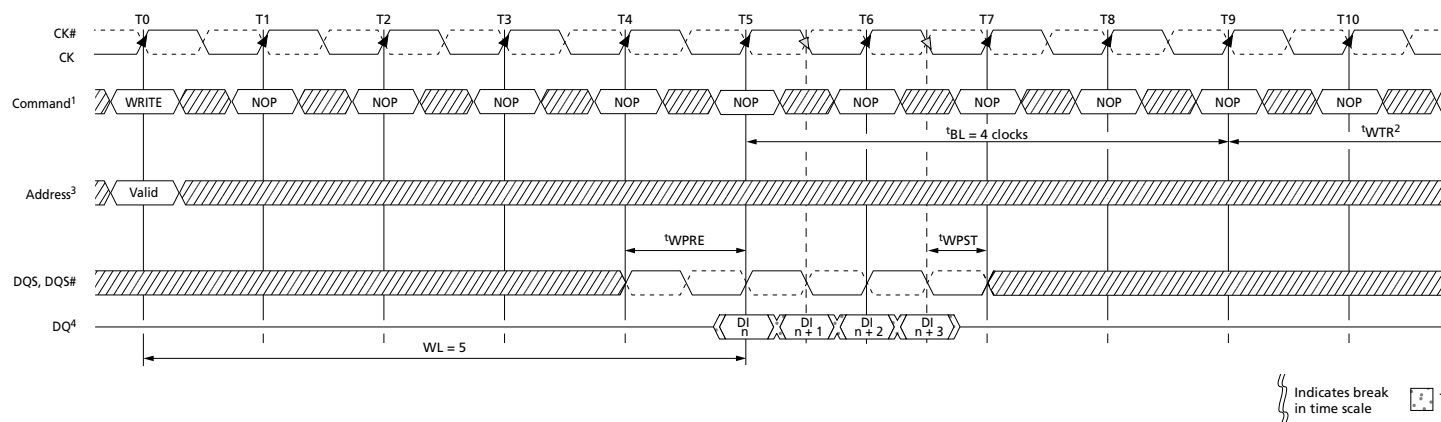 T0 T1 T2 T3 T4 T5 T6 T7 T8 T9 T10
CK#
CK
Command¹ WRITE NOP NOP NOP NOP NOP NOP NOP NOP NOP NOP
ᵗBL = 4 clocks ᵗWTR²
Address³ Valid
ᵗWPRE ᵗWPST
DQS, DQS#
DQ⁴ DI n DI n + 1 DI n + 2 DI n + 3
WL = 5
Indicates break
in time scale